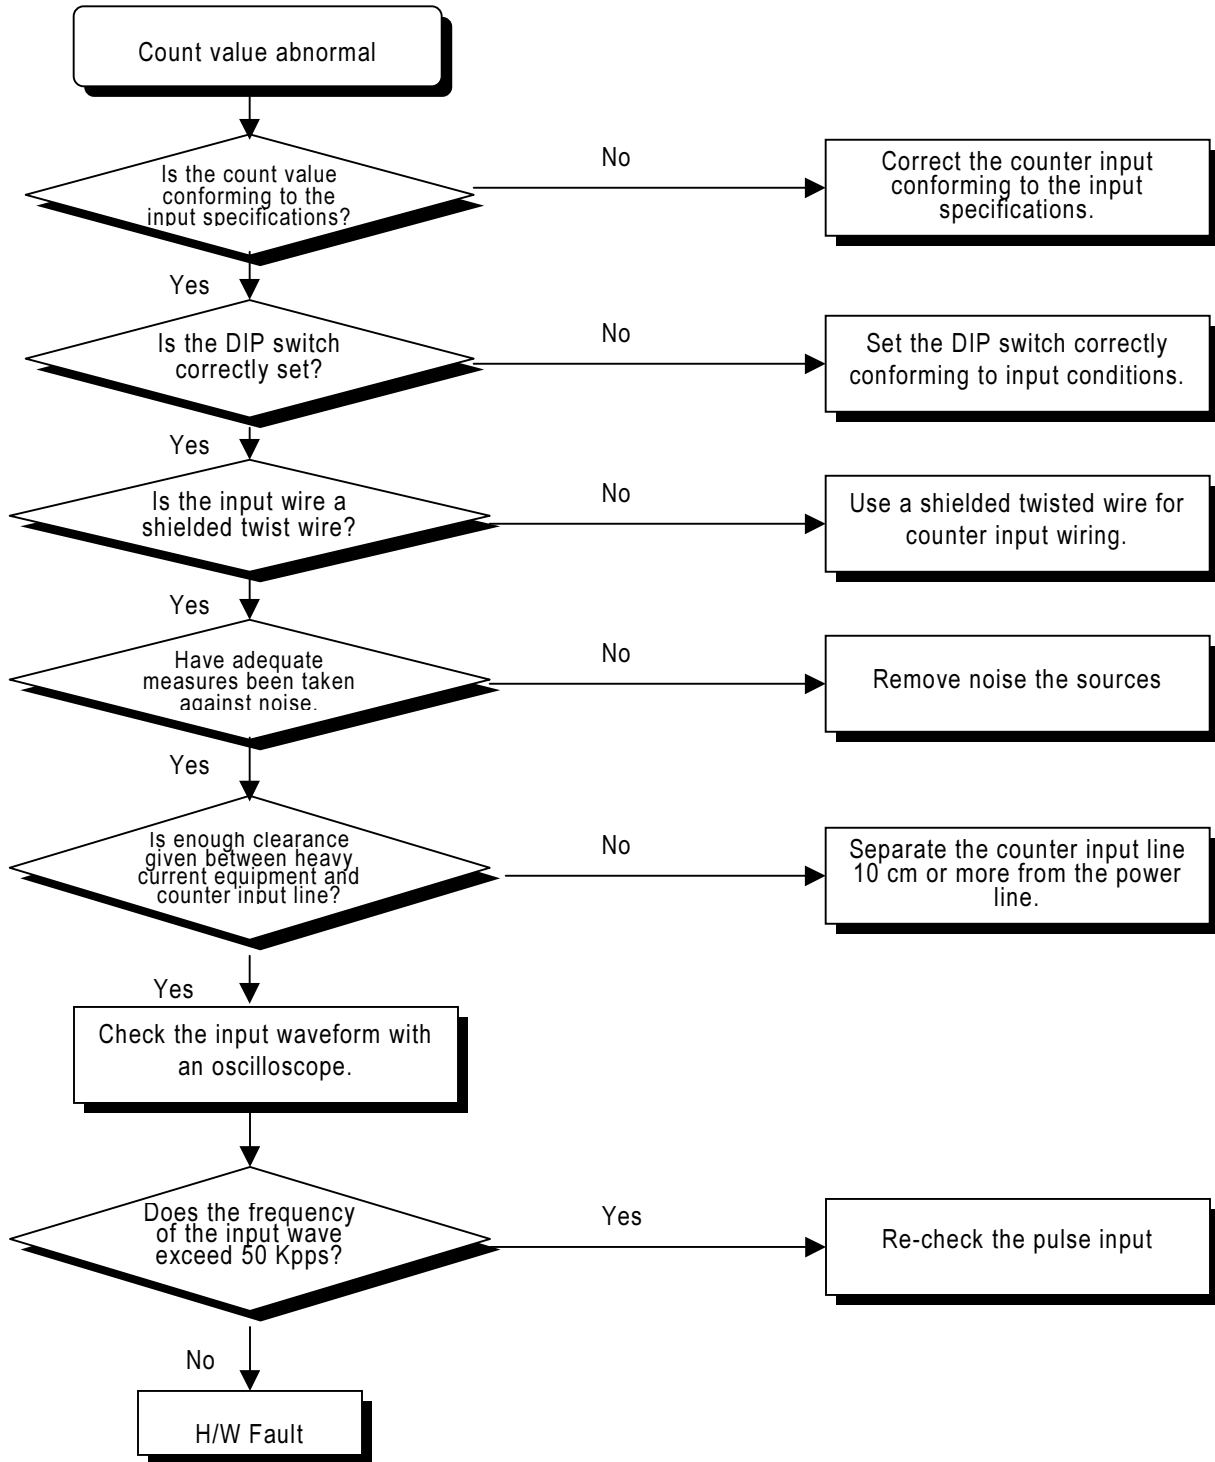 Count value abnormal
Is the count value
conforming to the
input specifications?
No
Correct the counter input
conforming to the input
specifications.
Yes
Is the DIP switch
correctly set?
No
Set the DIP switch correctly
conforming to input conditions.
Yes
Is the input wire a
shielded twist wire?
No
Use a shielded twisted wire for
counter input wiring.
Yes
Have adequate
measures been taken
against noise.
No
Remove noise the sources
Yes
Is enough clearance
given between heavy
current equipment and
counter input line?
No
Separate the counter input line
10 cm or more from the power
line.
Yes
Check the input waveform with
an oscilloscope.
Does the frequency
of the input wave
exceed 50 Kpps?
Yes
Re-check the pulse input
No
H/W Fault